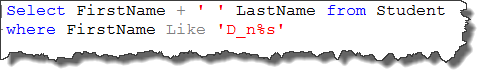 Select FirstName + ' ' LastName from Student
where FirstName Like 'D_n%s'